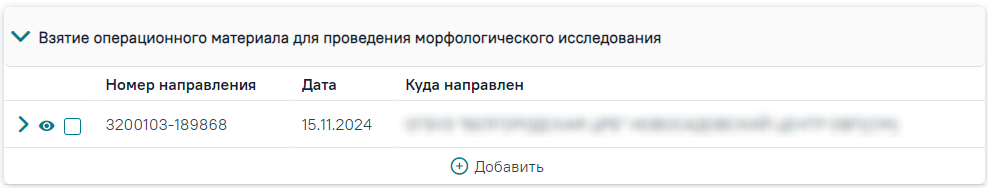 Взятие операционного материала для проведения морфологического исследования
Номер направления Дата Куда направлен
3200103-189868 15.11.2024
Добавить